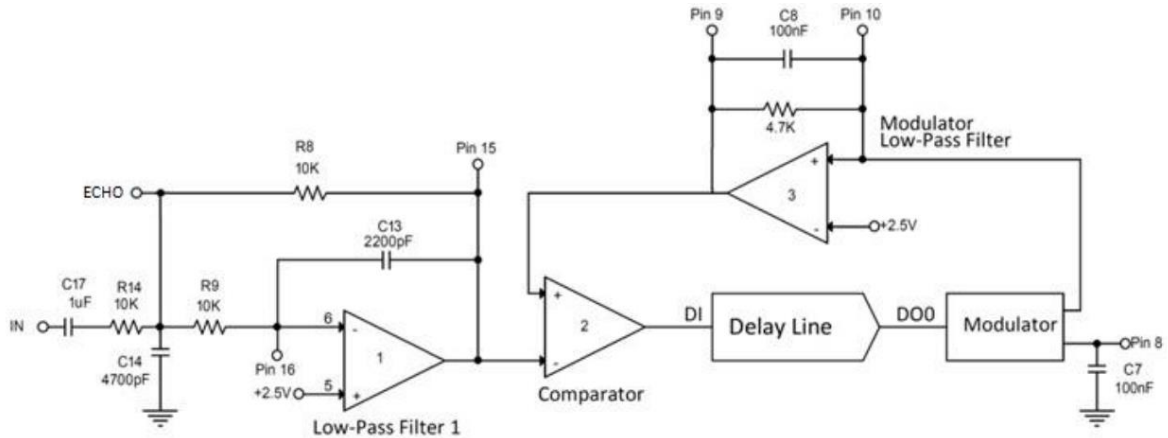 Pin 9
C8
100nF
Pin 10
4.7K
Modulator
Low-Pass Filter
+
3
-
+2.5V
R8
10K
Pin 15
ECHO
C13
2200pF
C17
1uF
R14
10K
R9
10K
IN
C14
4700pF
Pin 16
6
-
1
+2.5V
5
+
Low-Pass Filter 1
+
2
-
Comparator
DI
Delay Line
DO0
Modulator
Pin 8
C7
100nF